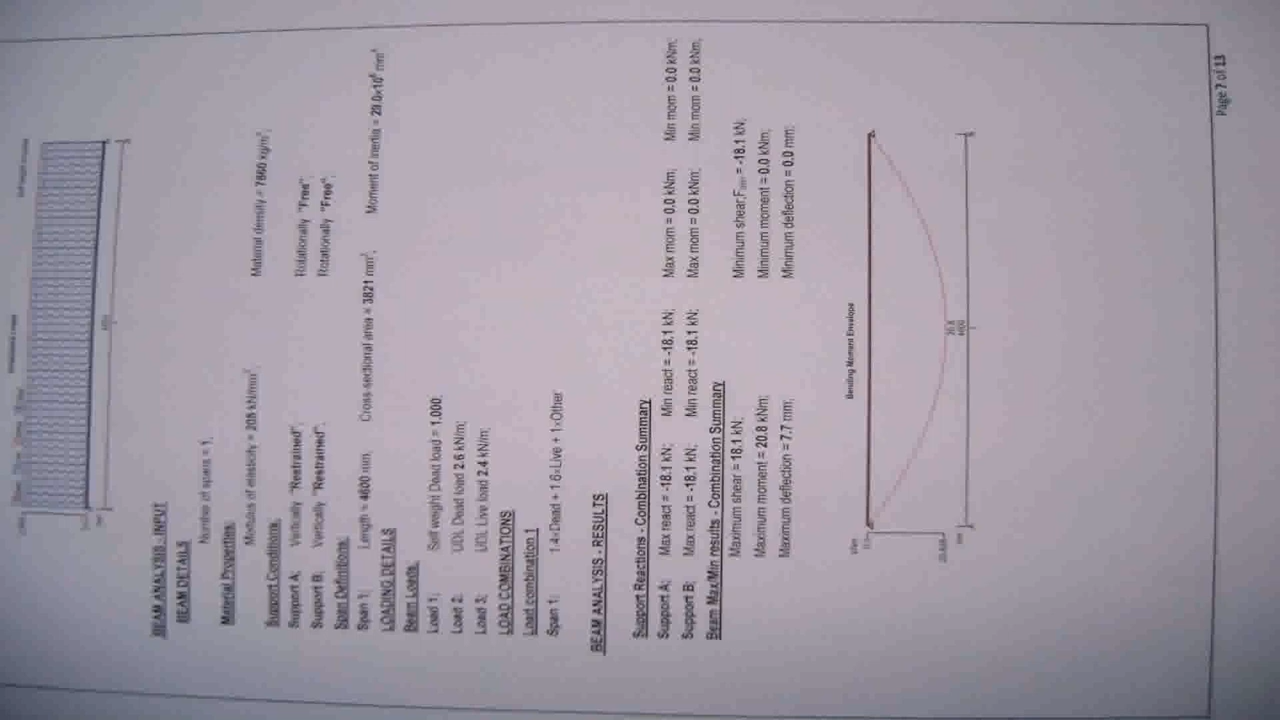 BEAM ANALYSIS - INPUT
BEAM DETAILS
Number of spans = 1;
Material Properties:
Modulus of elasticity = 205 kN/mm²; Material density = 7860 kg/m³;
Support Conditions:
Support A; Vertically "Restrained"; Rotationally "Free";
Support B; Vertically "Restrained"; Rotationally "Free";
Span Definitions:
Span 1; Length = 4600 mm; Cross-sectional area = 3821 mm²; Moment of inertia = mm⁴
LOADING DETAILS
Beam Loads:
Load 1; Self weight Dead load × 1.000;
Load 2; UDL Dead load 2.6 kN/m;
Load 3; UDL Live load 2.4 kN/m;
LOAD COMBINATIONS
Load combination 1
Span 1; 1.4×Dead + 1.6×Live + 1×Other
BEAM ANALYSIS - RESULTS
Support Reactions - Combination Summary
Support A; Max react = -18.1 kN; Min react = -18.1 kN; Max mom = 0.0 kNm; Min mom = 0.0 kNm;
Support B; Max react = -18.1 kN; Min react = -18.1 kN; Max mom = 0.0 kNm; Min mom = 0.0 kNm;
Beam Max/Min results - Combination Summary
Maximum shear = 18.1 kN; Minimum shear, = -18.1 kN;
Maximum moment = 20.8 kNm; Minimum moment = 0.0 kNm;
Maximum deflection = 7.7 mm; Minimum deflection = 0.0 mm;
Bending Moment Envelope
20.8
4600
Page 7 of 13